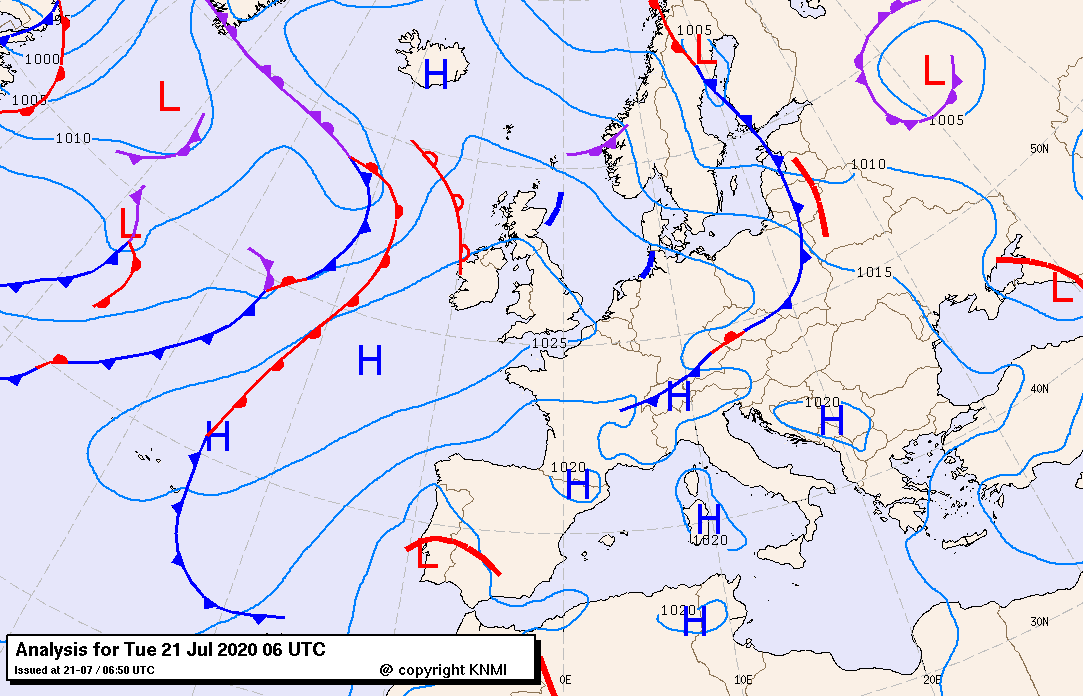 1005
1000
1005
1010
L
L
H
1005
L
L
1005
50N
1010
1015
L
H
1025
40N
H
H
1020
H
1020
H
H
1020
L
1020
H
30N
Analysis for Tue 21 Jul 2020 06 UTC
Issued at 21-07 / 06:50 UTC
@ copyright KNMI
0E
10E
20E